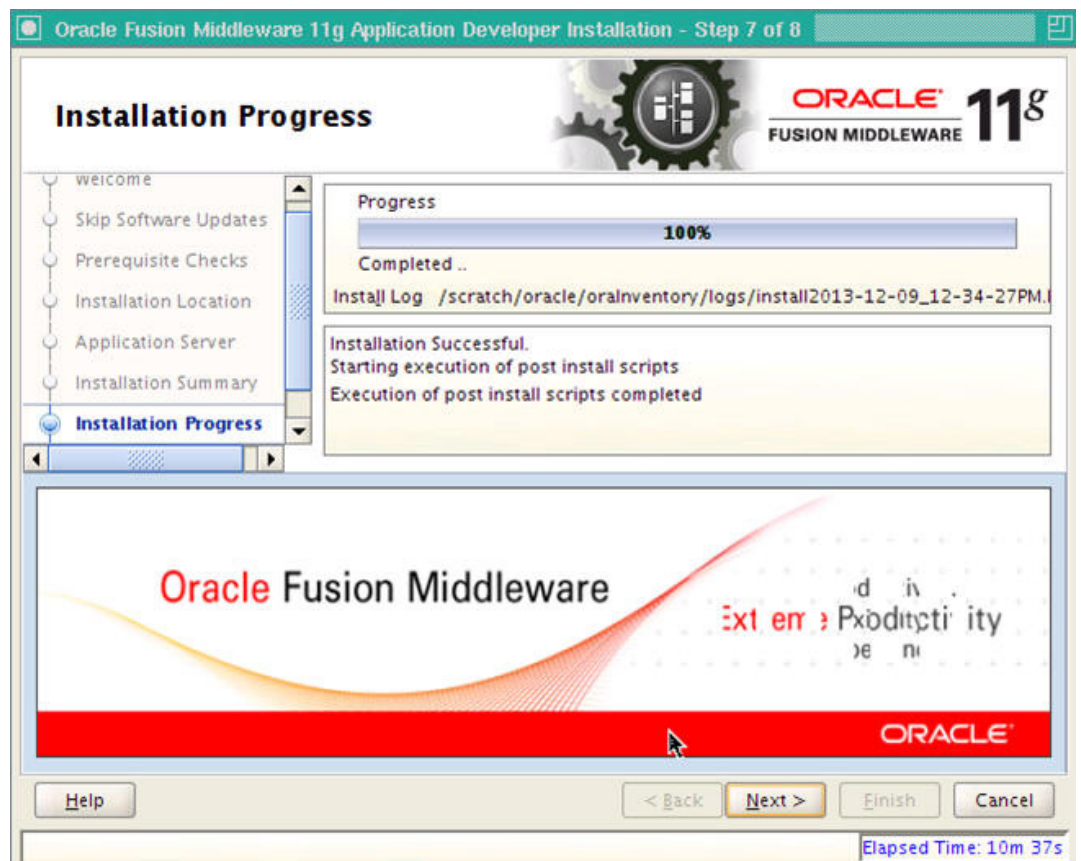 Oracle Fusion Middleware 11g Application Developer Installation - Step 7 of 8
Installation Progress
ORACLE
FUSION MIDDLEWARE 11g
Welcome
Skip Software Updates
Prerequisite Checks
Installation Location
Application Server
Installation Summary
Installation Progress
Progress
100%
Completed ..
Install Log /scratch/oracle/oraInventory/logs/install2013-12-09_12-34-27PM.l
Installation Successful.
Starting execution of post install scripts
Execution of post install scripts completed
Oracle Fusion Middleware
ORACLE
Help
< Back
Next >
Finish
Cancel
Elapsed Time: 10m 37s